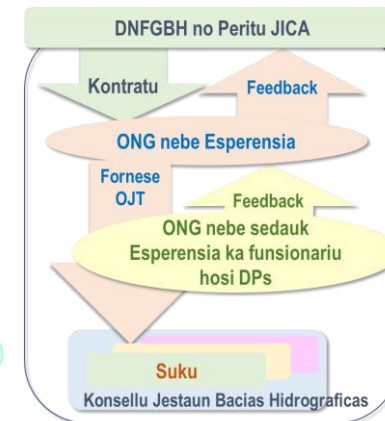 DNFGBH no Peritu JICA
Kontratu
Feedback
ONG nebe Esperensia
Fornese
OJT
Feedback
ONG nebe sedauk
Esperensia ka funsionariu
hosi DPs
Suku
Konsellu Jestaun Bacias Hidrograficas